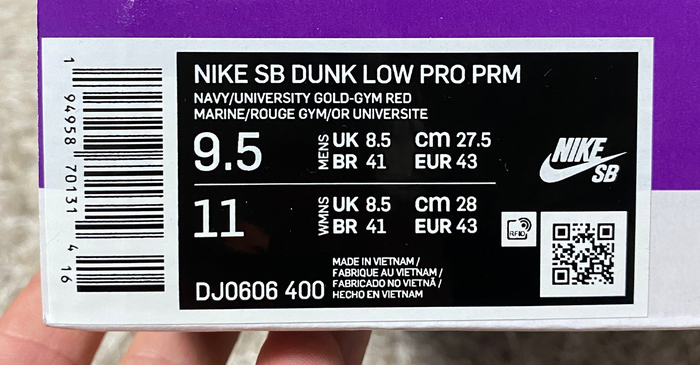 NIKE SB DUNK LOW PRO PRM
NAVY/UNIVERSITY GOLD-GYM RED
MARINE/ROUGE GYM/OR UNIVERSITE
9.5 MENS UK 8.5 cm 27.5
BR 41 EUR 43
11 WMNS UK 8.5 cm 28
BR 41 EUR 43
NIKE
SB
RFID
DJ0606 400
MADE IN VIETNAM /
FABRIQUE AU VIETNAM /
FABRICADO NO VIETNÃ /
HECHO EN VIETNAM
1 94958 70131 4 16